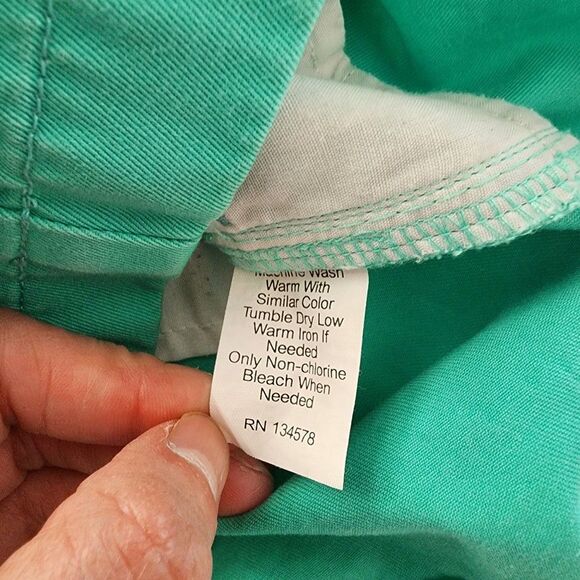 Machine Wash
Warm With
Similar Color
Tumble Dry Low
Warm Iron If
Needed
Only Non-chlorine
Bleach When
Needed
RN 134578